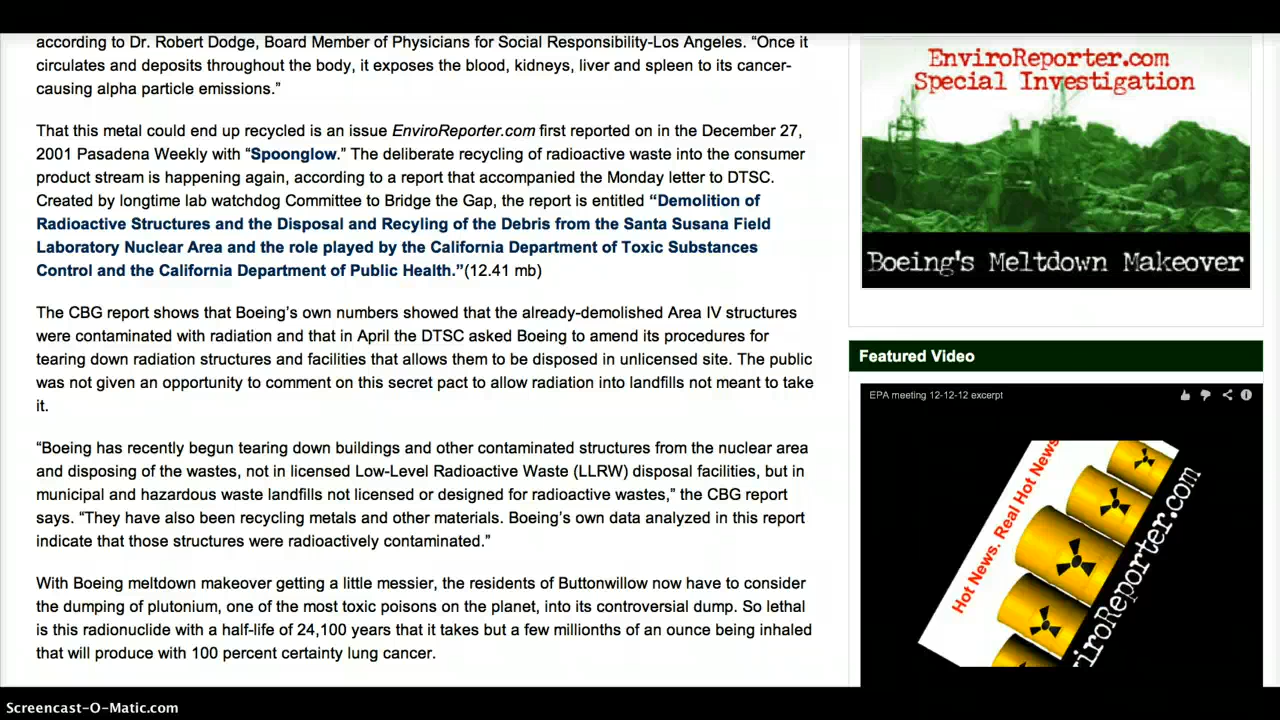 according to Dr. Robert Dodge, Board Member of Physicians for Social Responsibility-Los Angeles. “Once it
circulates and deposits throughout the body, it exposes the blood, kidneys, liver and spleen to its cancer-
causing alpha particle emissions.”
That this metal could end up recycled is an issue EnviroReporter.com first reported on in the December 27,
2001 Pasadena Weekly with “Spoonglow.” The deliberate recycling of radioactive waste into the consumer
product stream is happening again, according to a report that accompanied the Monday letter to DTSC.
Created by longtime lab watchdog Committee to Bridge the Gap, the report is entitled “Demolition of
Radioactive Structures and the Disposal and Recyling of the Debris from the Santa Susana Field
Laboratory Nuclear Area and the role played by the California Department of Toxic Substances
Control and the California Department of Public Health.”(12.41 mb)
The CBG report shows that Boeing’s own numbers showed that the already-demolished Area IV structures
were contaminated with radiation and that in April the DTSC asked Boeing to amend its procedures for
tearing down radiation structures and facilities that allows them to be disposed in unlicensed site. The public
was not given an opportunity to comment on this secret pact to allow radiation into landfills not meant to take
it.
“Boeing has recently begun tearing down buildings and other contaminated structures from the nuclear area
and disposing of the wastes, not in licensed Low-Level Radioactive Waste (LLRW) disposal facilities, but in
municipal and hazardous waste landfills not licensed or designed for radioactive wastes,” the CBG report
says. “They have also been recycling metals and other materials. Boeing’s own data analyzed in this report
indicate that those structures were radioactively contaminated.”
With Boeing meltdown makeover getting a little messier, the residents of Buttonwillow now have to consider
the dumping of plutonium, one of the most toxic poisons on the planet, into its controversial dump. So lethal
is this radionuclide with a half-life of 24,100 years that it takes but a few millionths of an ounce being inhaled
that will produce with 100 percent certainty lung cancer.
EnviroReporter.com
Special Investigation
Boeing's Meltdown Makeover
Featured Video
EPA meeting 12-12-12 excerpt
Hot News. Real Hot News
viroReporter.com
Screencast-O-Matic.com